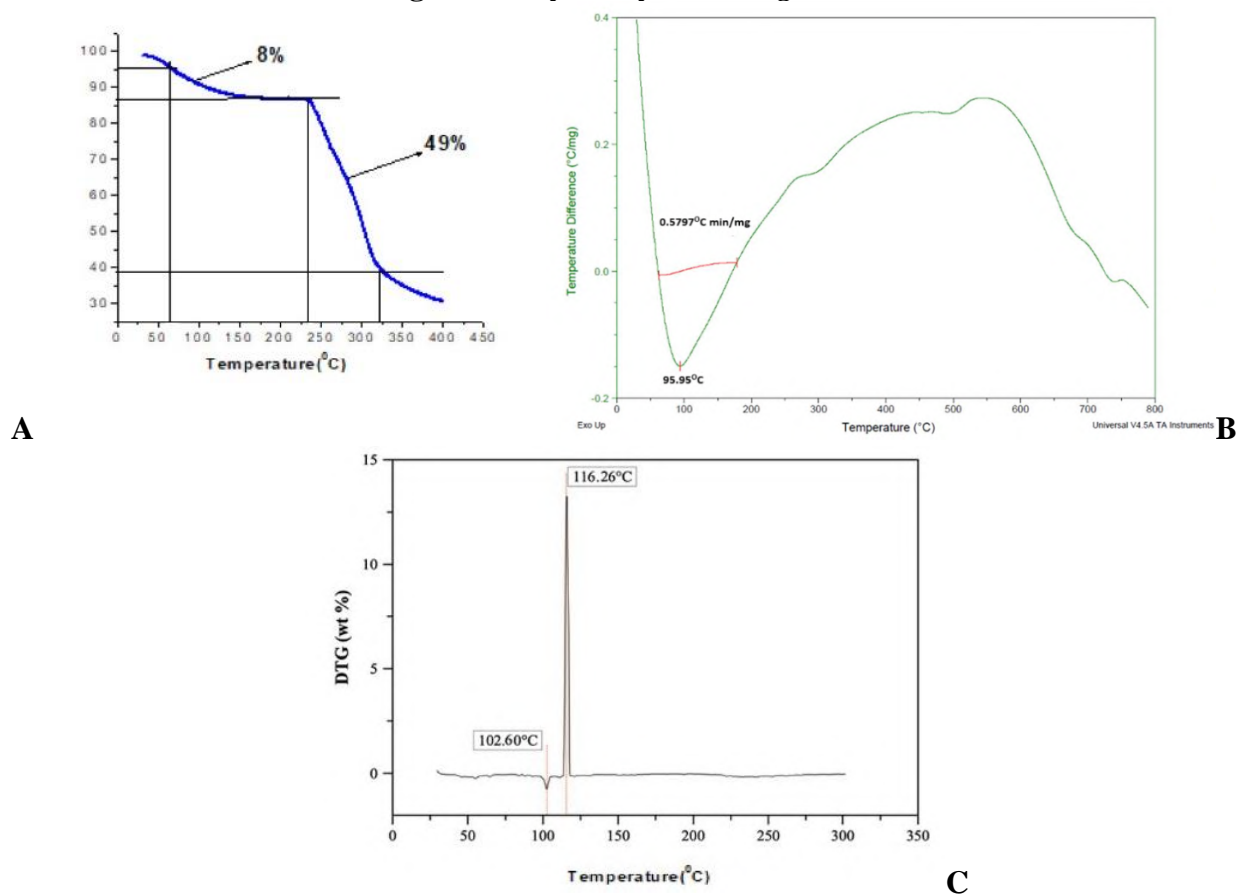 8%
49%
100
90
80
70
60
50
40
30
0 50 100 150 200 250 300 350 400 450
Temperature(⁰C)
A
0.4
0.2
0.0
-0.2
Temperature Difference (°C/mg)
0.5797ᴼC min/mg
95.95ᴼC
0 100 200 300 400 500 600 700 800
Exo Up
Temperature (°C)
Universal V4.5A TA Instruments
B
15
10
5
0
DTG (wt %)
116.26°C
102.60°C
0 50 100 150 200 250 300 350
Temperature(⁰C)
C